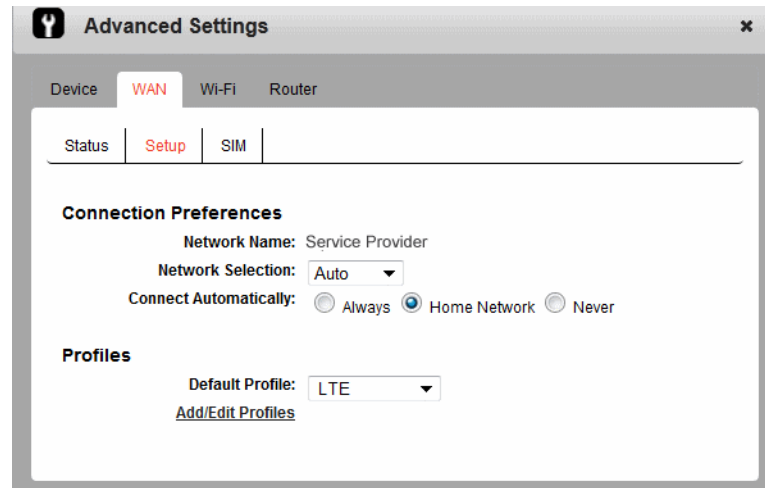 Advanced Settings
Device WAN Wi-Fi Router
Status Setup SIM
Connection Preferences
Network Name: Service Provider
Network Selection: Auto
Connect Automatically: Always Home Network Never
Profiles
Default Profile: LTE
Add/Edit Profiles